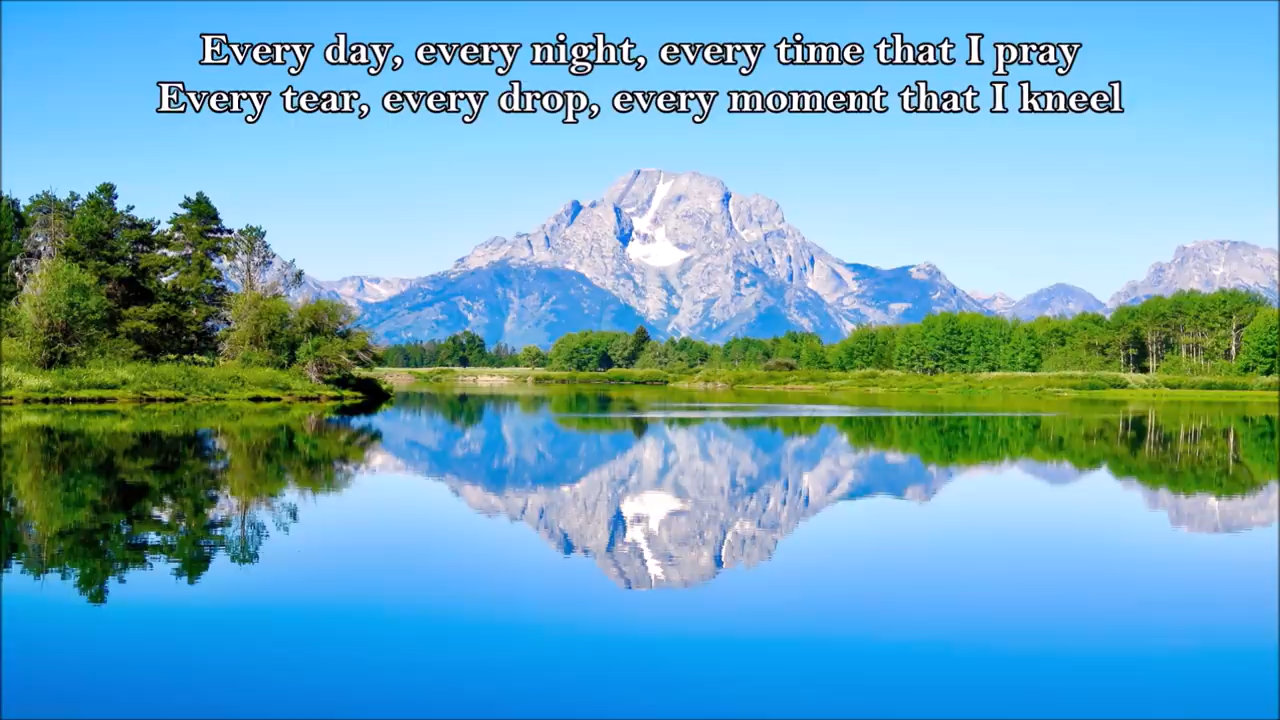 Every day, every night, every time that I pray
Every tear, every drop, every moment that I kneel